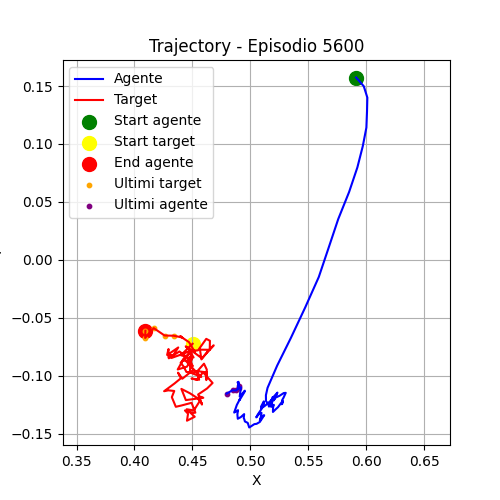 Trajectory - Episodio 5600
Agente
Target
Start agente
Start target
End agente
Ultimi target
Ultimi agente
0.15
0.10
0.05
0.00
−0.05
−0.10
−0.15
0.35 0.40 0.45 0.50 0.55 0.60 0.65
X